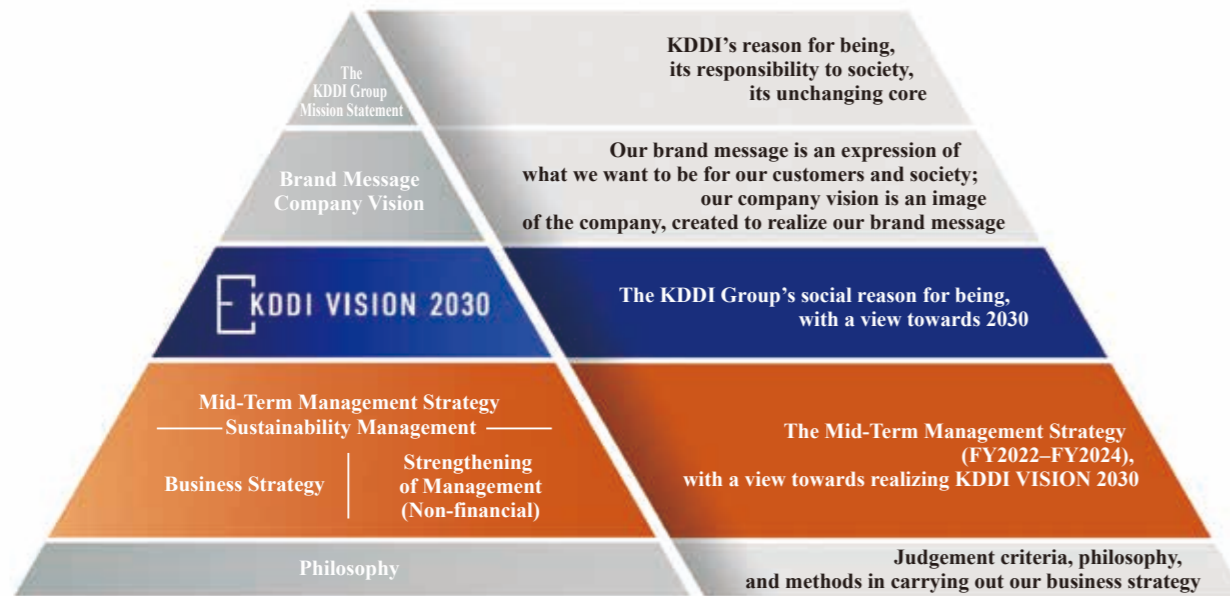 The
KDDI Group
Mission Statement
KDDI’s reason for being,
its responsibility to society,
its unchanging core
Brand Message
Company Vision
Our brand message is an expression of
what we want to be for our customers and society;
our company vision is an image
of the company, created to realize our brand message
KDDI VISION 2030
The KDDI Group’s social reason for being,
with a view towards 2030
Mid-Term Management Strategy
Sustainability Management
Business Strategy
Strengthening
of Management
(Non-financial)
The Mid-Term Management Strategy
(FY2022–FY2024),
with a view towards realizing KDDI VISION 2030
Philosophy
Judgement criteria, philosophy,
and methods in carrying out our business strategy